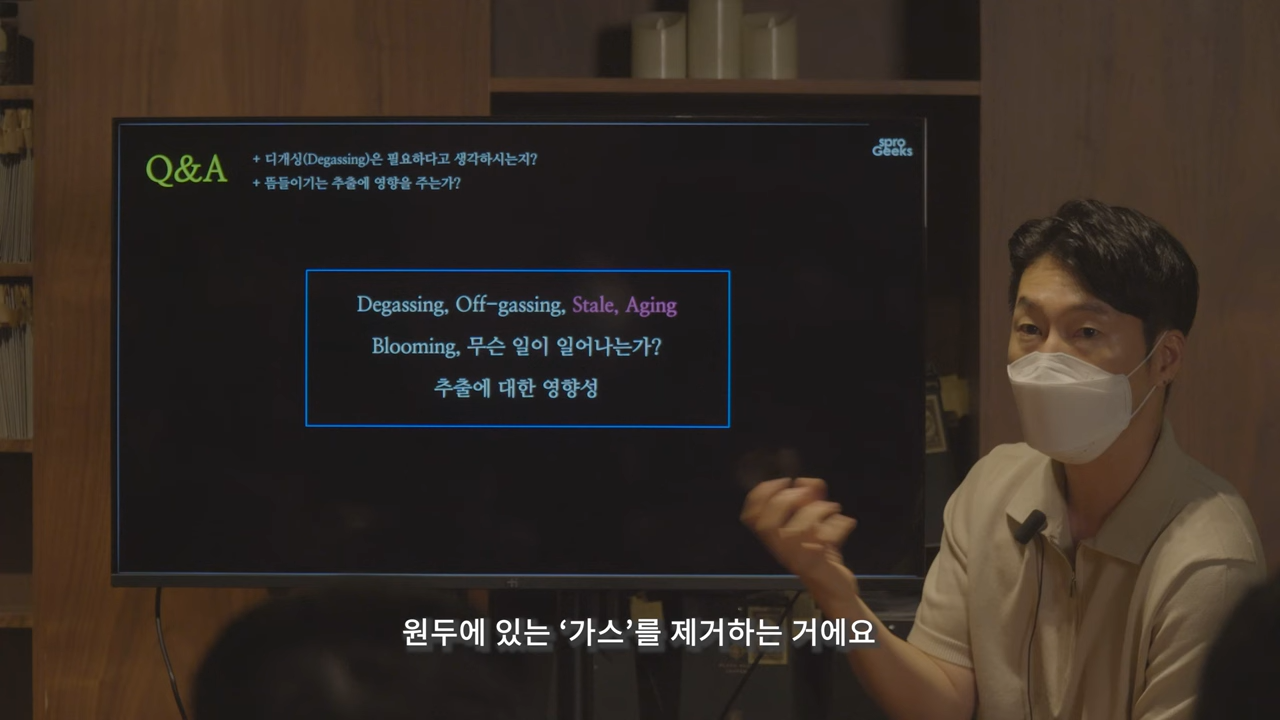 Q&A
+ 디개싱(Degassing)은 필요하다고 생각하시는지?
+ 뜸들이기는 추출에 영향을 주는가?
spro
Geeks
Degassing, Off-gassing, Stale, Aging
Blooming, 무슨 일이 일어나는가?
추출에 대한 영향성
원두에 있는 ‘가스’를 제거하는 거에요